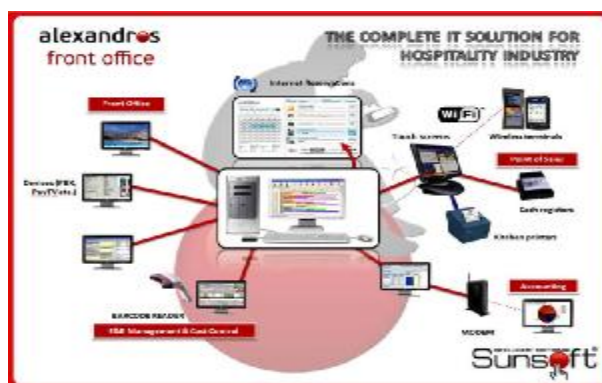 alexandros
front office
THE COMPLETE IT SOLUTION FOR
HOSPITALITY INDUSTRY
Internet Reservations
Front Office
WiFi
Touch screens
Wireless terminals
Point of Sales
Devices (PBX,
PayTV etc.)
Cash registers
Kitchen printers
BARCODE READER
F&B Management & Cost Control
MODEM
Accounting
Sunsoft®